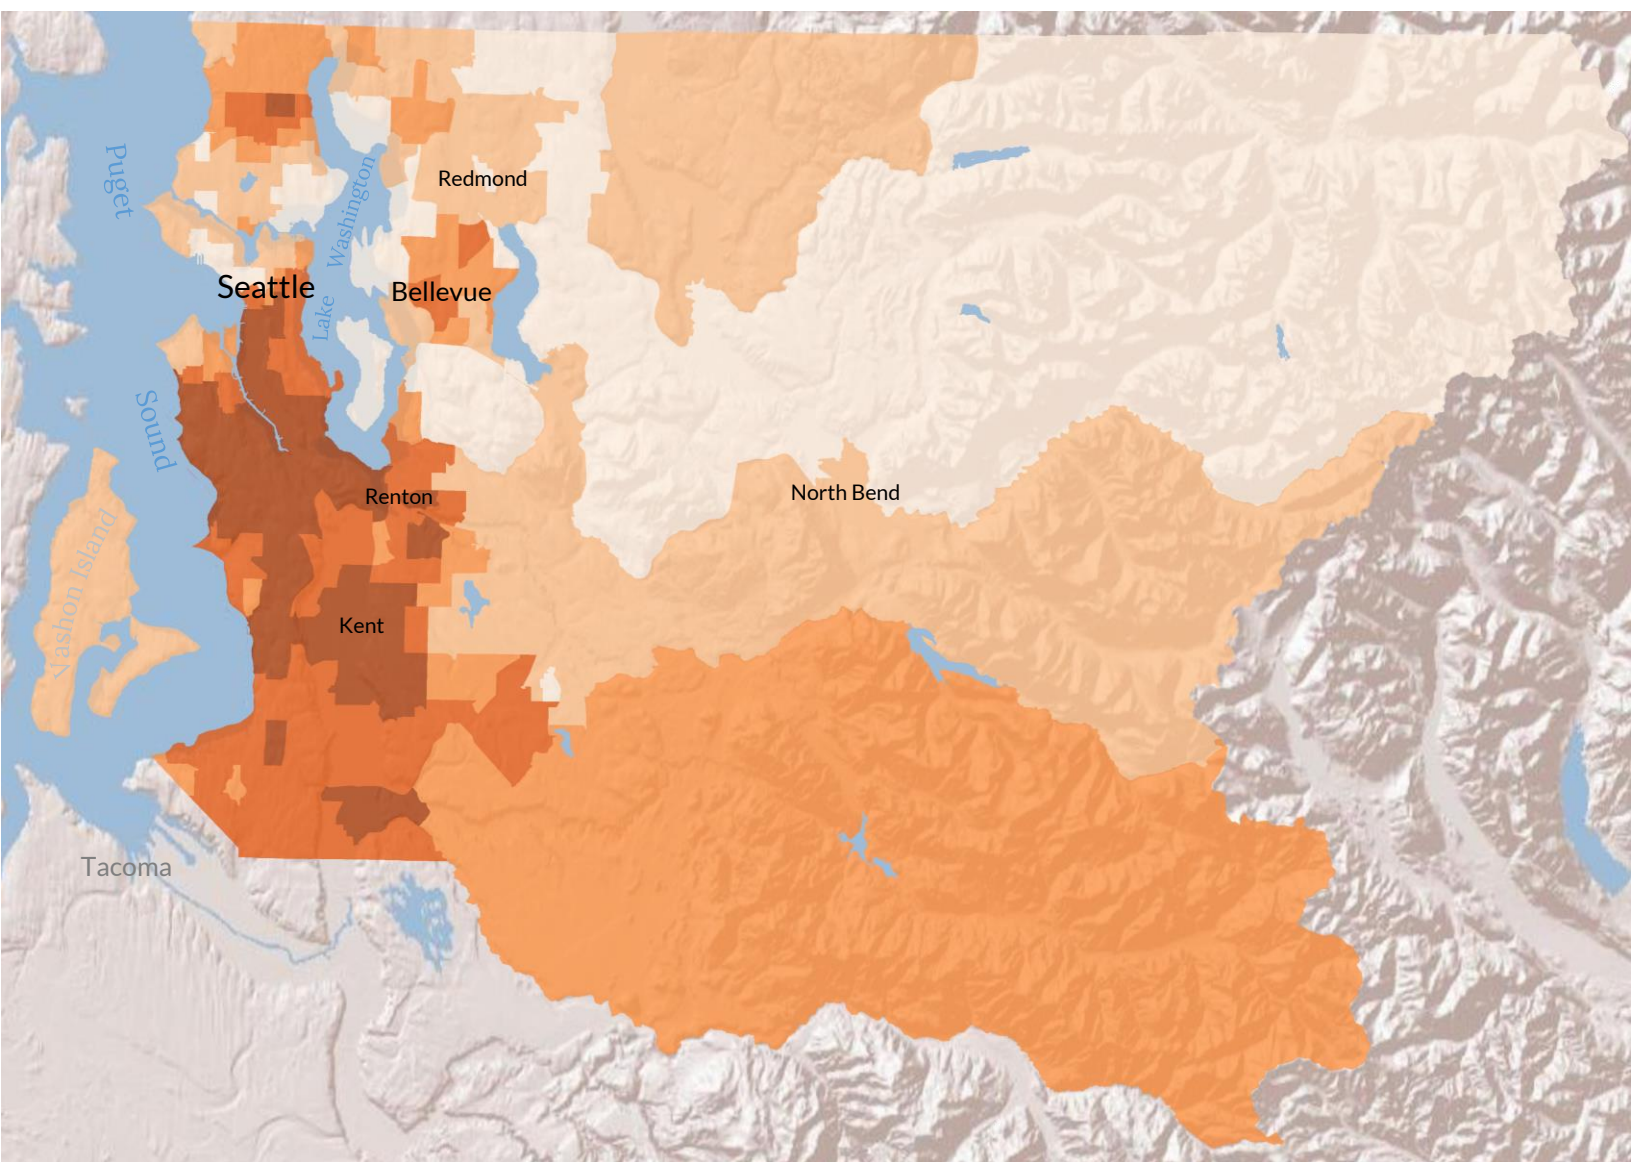 Puget
Sound
Lake
Washington
Redmond
Seattle
Bellevue
Renton
North Bend
Vashon Island
Kent
Tacoma